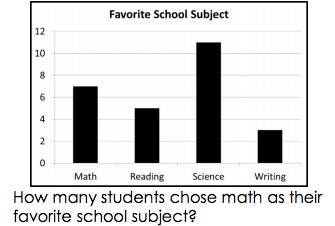 Favorite School Subject
12
10
8
6
4
2
0
Math Reading Science Writing
How many students chose math as their
favorite school subject?